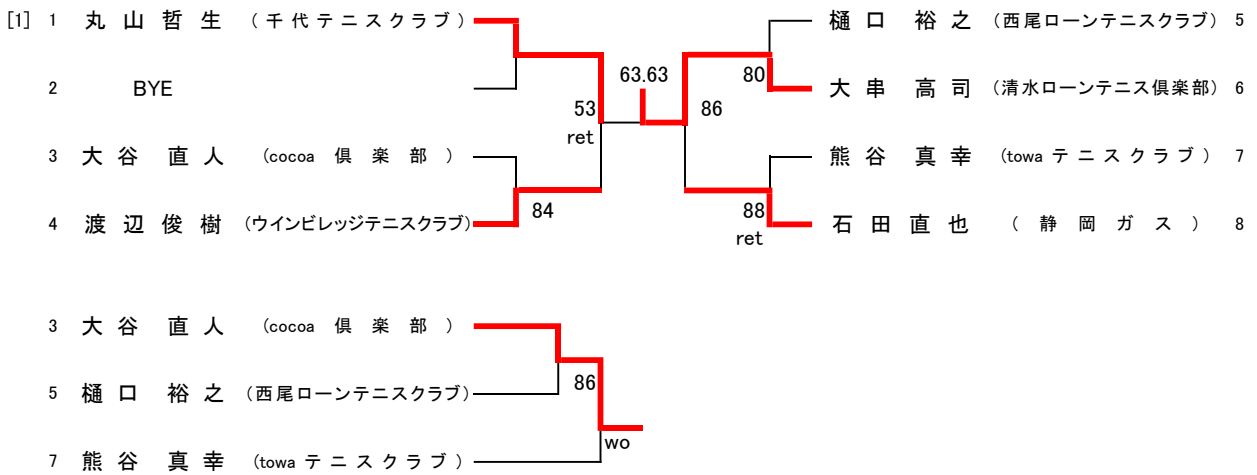 [1] 1 丸山哲生 (千代テニスクラブ)
樋口 裕之 (西尾ローンテニスクラブ) 5
63.63
80
2 BYE
大串 高司 (清水ローンテニス倶楽部) 6
53
86
ret
3 大谷 直人 (cocoa 倶楽部)
熊谷 真幸 (towa テニスクラブ) 7
84
88
4 渡辺俊樹 (ウインビレッジテニスクラブ)
石田直也 (静岡ガス) 8
ret
3 大谷 直人 (cocoa 倶楽部)
86
5 樋口 裕之 (西尾ローンテニスクラブ)
wo
7 熊谷 真幸 (towa テニスクラブ)